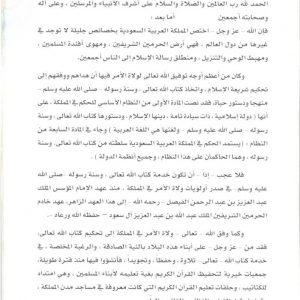 الحمد لله رب العالمين والصلاة والسلام على أشرف الأنبياء والمرسلين ، وعلى آله
وصحابته أجمعين أما بعد :
فإن الله - عز وجل - اختص المملكة العربية السعودية بخصائص جليلة لا توجد في
غيرها من دول العالم ، فهي أرض الحرمين الشريفين ، ومهوى أفئدة المسلمين ،
ومهبط الوحي والتنزيل ، ومنطلق رسالة الإسلام إلى الناس أجمعين .
وكان من أعظم أوجه توفيق الله تعالى لولاة الأمر فيها أن هداهم ووفقهم إلى
تحكيم شريعة الإسلام ، واتخاذ كتاب الله تعالى ، وسنة رسوله – صلى الله عليه وسلم –
منهجا ودستور حياة، فقد نصت المادة الأولى من النظام الأساسي للحكم في المملكة ،
أنها ( دولة إسلامية ، ذات سيادة تامة ، دينها الإسلام ، ودستورها كتاب الله تعالى ، وسنة
رسوله – صلى الله عليه وسلم – ولغتها هي اللغة العربية ) وجاء في المادة السابعة من
النظام : ( يستمد الحكم في المملكة العربية السعودية سلطته من كتاب الله تعالى ،
وسنة رسوله ، وهما الحاكمان على هذا النظام ، وجميع أنظمة الدولة ) .
فلا عجب – إذا – أن تكون خدمة كتاب الله تعالى ، وسنة رسوله – صلى الله
عليه وسلم في صدر أولويات ولاة الأمر في المملكة ، منذ عهد الإمام المؤسس الملك
عبد العزيز بن عبد الرحمن الفيصل – رحمه الله – إلى هذا العهد الزاهر: عهد خادم
الحرمين الشريفين الملك عبد الله بن عبد العزيز آل سعود – حفظه الله ورعاه –
وكما وفق الله – تعالى – ولاة الأمر في المملكة إلى تحكيم كتاب الله تعالى،
فقد من – عز وجل – على أبناء هذه البلاد بالنية الصادقة ، والرغبة المختصة ، في
خدمة كتاب الله تعالى ، تلاوة ، وحفظا ، وتجويدا ، فأنشؤوا فيها منذ فترة طويلة،
جمعيات خيرية لتحفيظ القرآن الكريم بغية تعليمه لأبناء المسلمين ، وهي امتداد
للكتاتيب ، وحلقات تعليم القرآن الكريم التي كانت معروفة في مساجد مدن المملكة